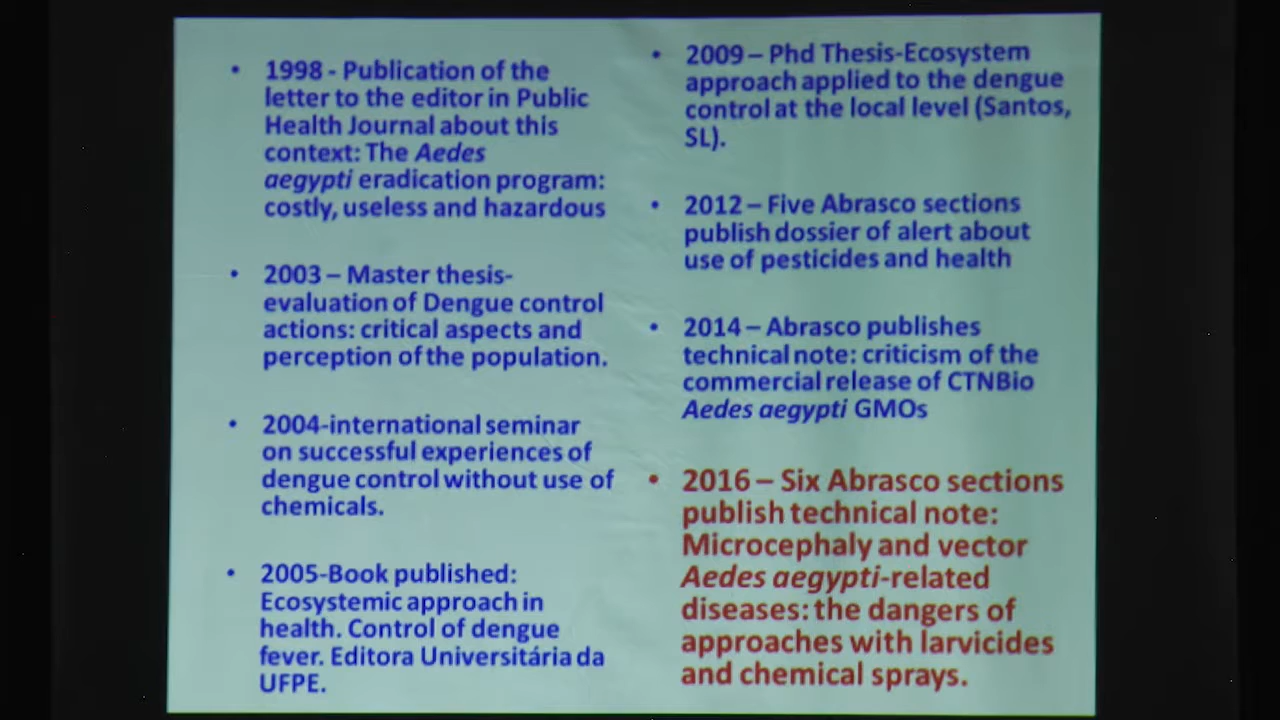 • 1998 - Publication of the
letter to the editor in Public
Health Journal about this
context: The Aedes
aegypti eradication program:
costly, useless and hazardous
• 2003 – Master thesis-
evaluation of Dengue control
actions: critical aspects and
perception of the population.
• 2004-international seminar
on successful experiences of
dengue control without use of
chemicals.
• 2005-Book published:
Ecosystemic approach in
health. Control of dengue
fever. Editora Universitária da
UFPE.
• 2009 – Phd Thesis-Ecosystem
approach applied to the dengue
control at the local level (Santos,
SL).
• 2012 – Five Abrasco sections
publish dossier of alert about
use of pesticides and health
• 2014 – Abrasco publishes
technical note: criticism of the
commercial release of CTNBio
Aedes aegypti GMOs
• 2016 – Six Abrasco sections
publish technical note:
Microcephaly and vector
Aedes aegypti-related
diseases: the dangers of
approaches with larvicides
and chemical sprays.